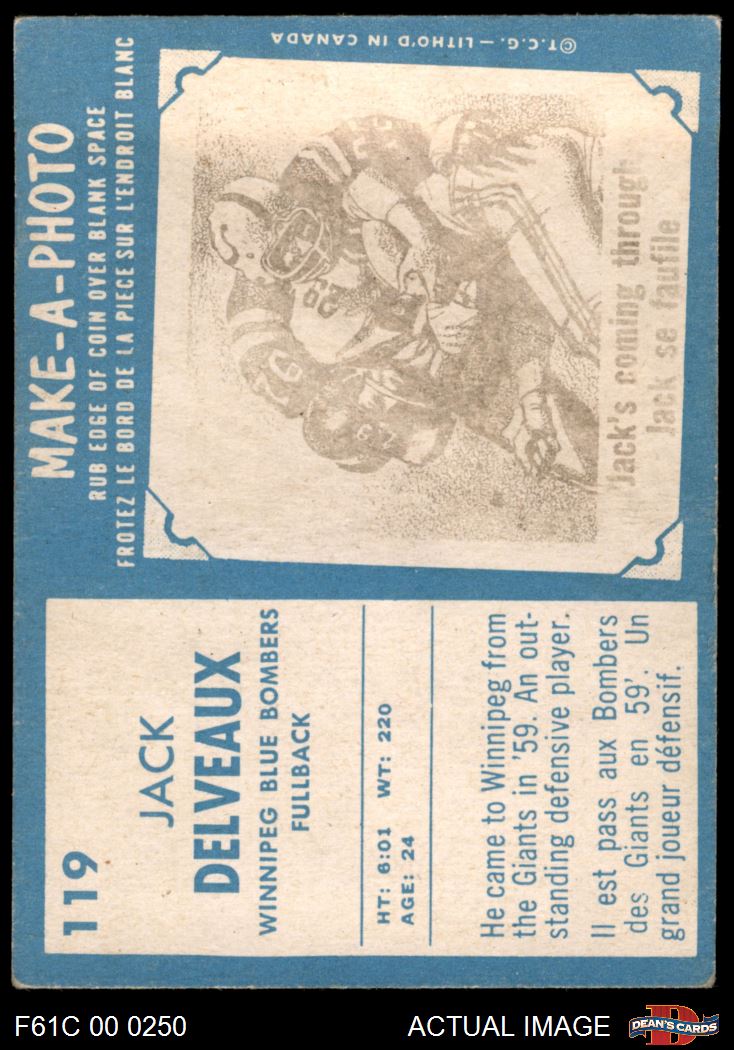 119
JACK
DELVEAUX
WINNIPEG BLUE BOMBERS
FULLBACK
HT: 6:01 WT: 220
AGE: 24
He came to Winnipeg from
the Giants in '59. An out-
standing defensive player.
Il est pass aux Bombers
des Giants en 59'. Un
grand joueur défensif.
MAKE-A-PHOTO
RUB EDGE OF COIN OVER BLANK SPACE
FROTEZ LE BORD DE LA PIECE SUR L'ENDROIT BLANC
Jack's coming through
Jack se faufile
©T.C.G. — LITHO'D IN CANADA
F61C 00 0250
ACTUAL IMAGE
DEAN'S CARDS